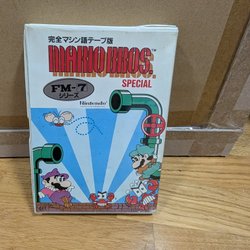 完全マシン語テープ版
MARIO BROS.
SPECIAL
FM-7
シリーズ
Nintendo